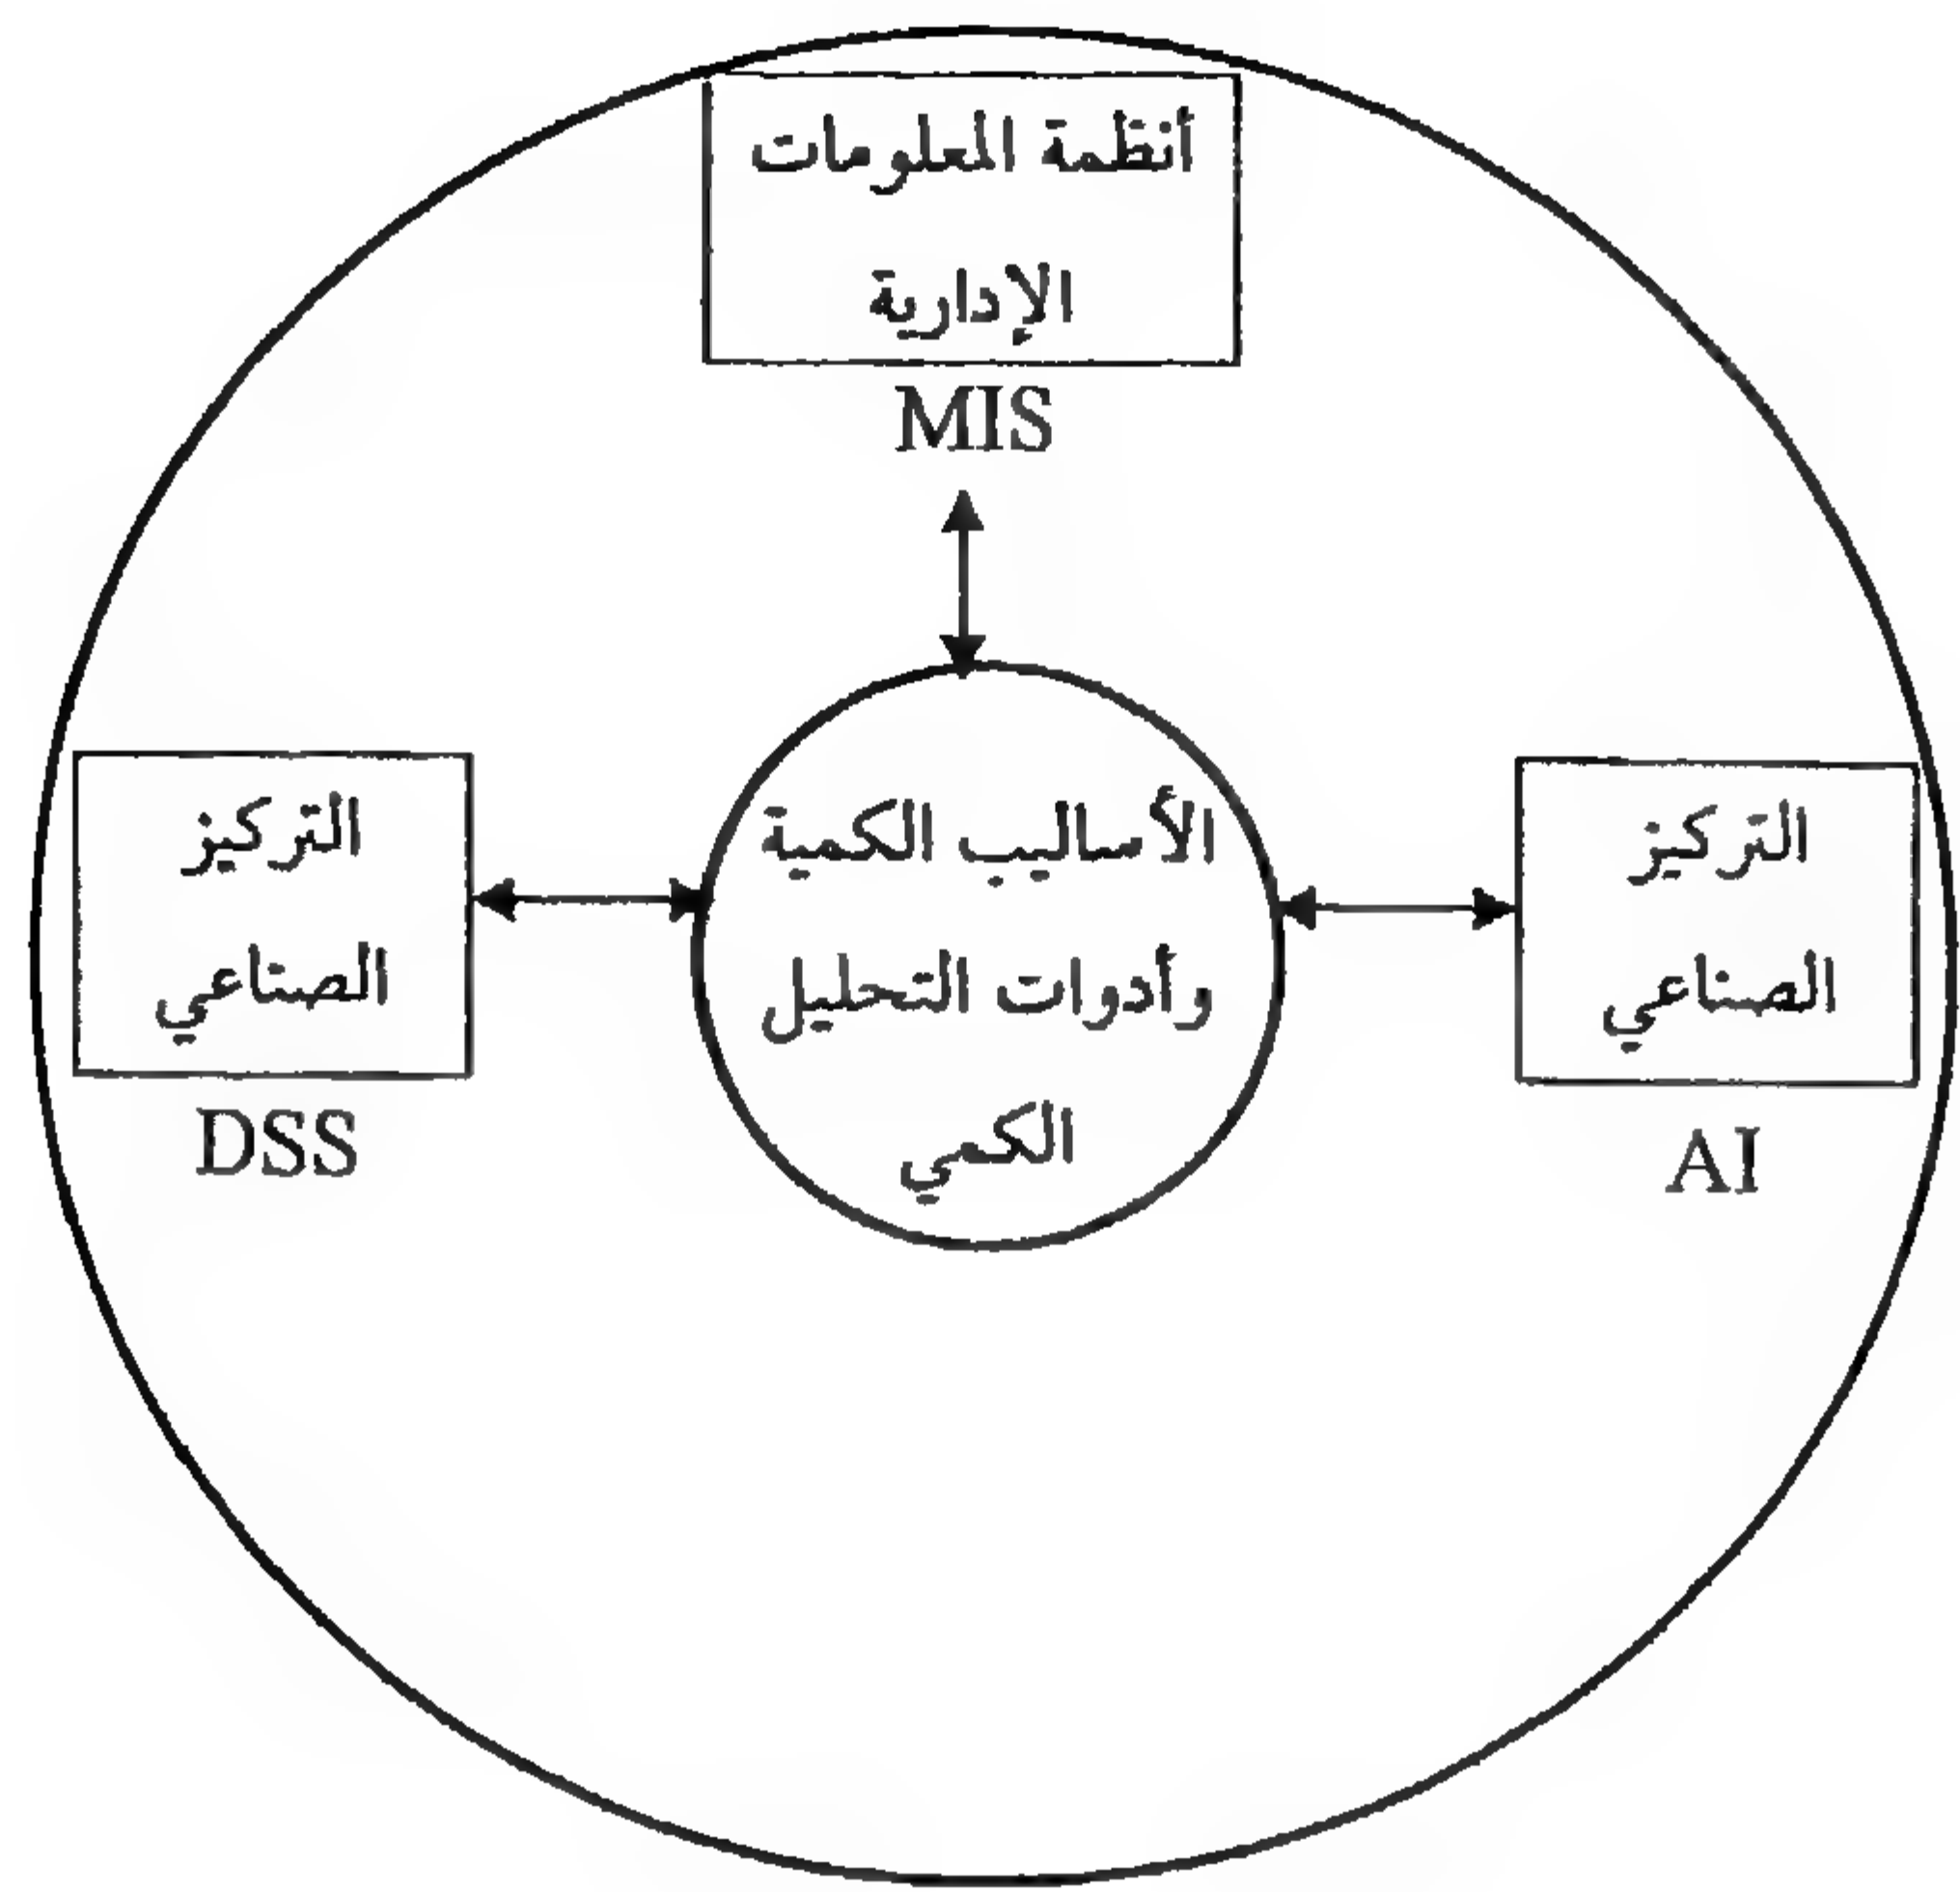 أنظمة المعلومات
الإدارية
MIS
التركيز
الصناعي
AI
الأساليب الكمية
وأدوات التحليل
الكمي
التركيز
الصناعي
DSS